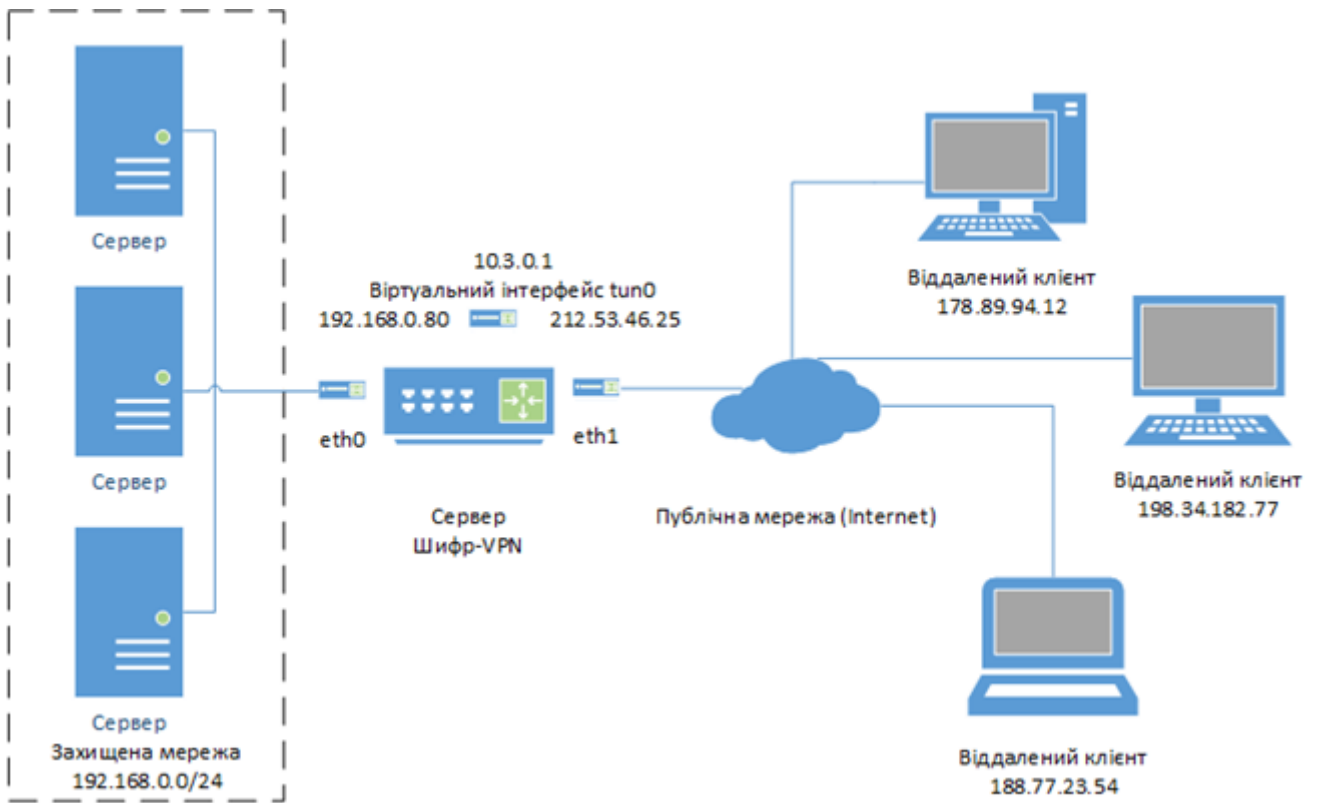 Сервер
Сервер
Сервер
Захищена мережа
192.168.0.0/24
10.3.0.1
Віртуальний інтерфейс tun0
192.168.0.80
212.53.46.25
eth0
eth1
Сервер
Шифр-VPN
Публічна мережа (Internet)
Віддалений клієнт
178.89.94.12
Віддалений клієнт
198.34.182.77
Віддалений клієнт
188.77.23.54